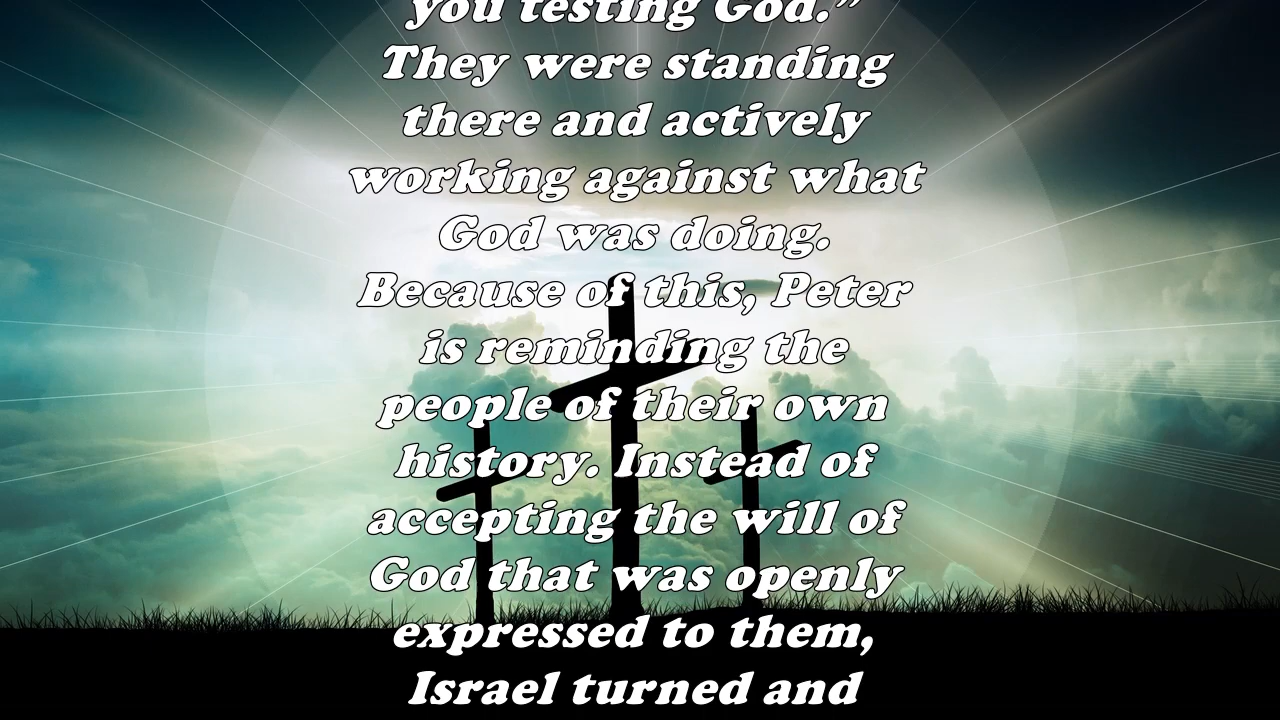 you testing God.”
They were standing
there and actively
working against what
God was doing.
Because of this, Peter
is reminding the
people of their own
history. Instead of
accepting the will of
God that was openly
expressed to them,
Israel turned and